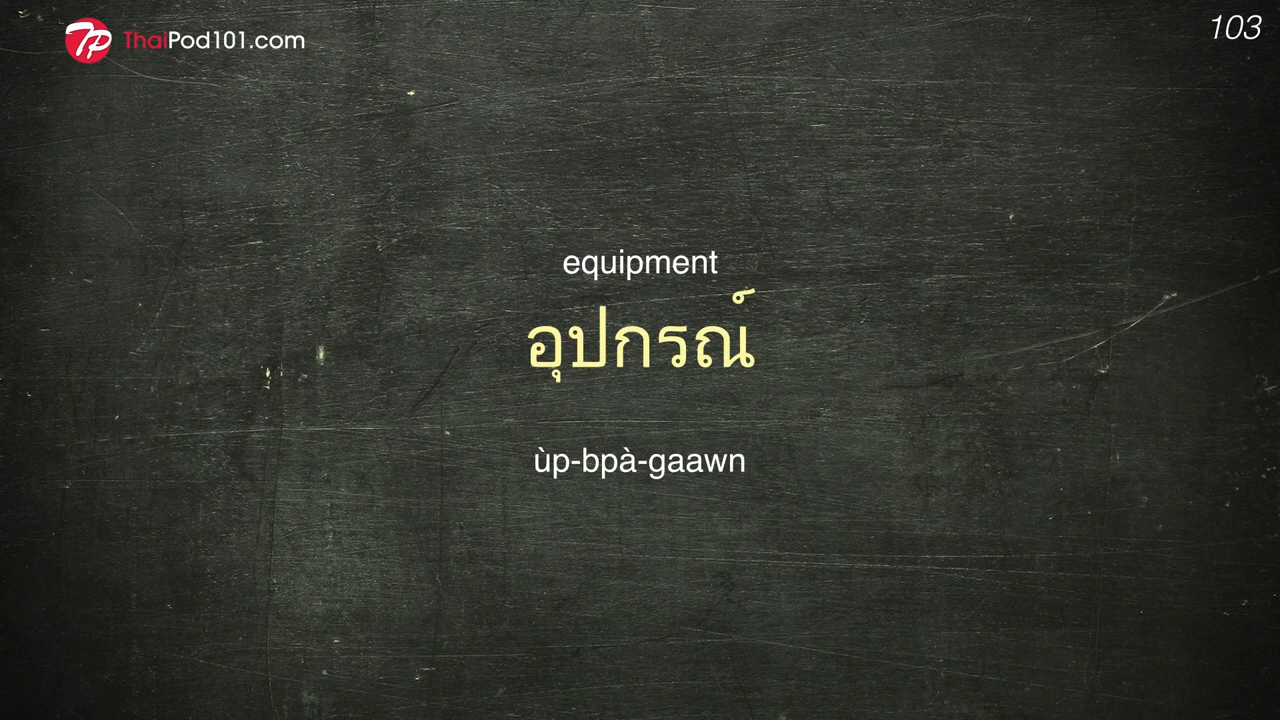 ThaiPod101.com
103
equipment
อุปกรณ์
ùp-bpà-gaawn